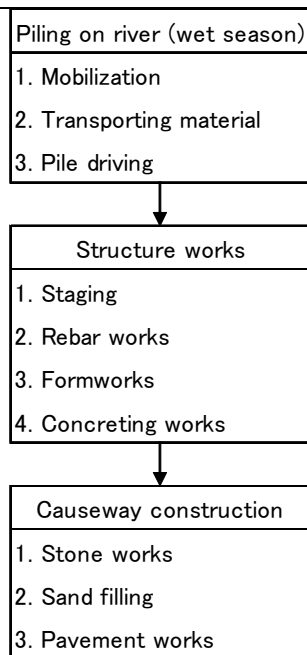 Piling on river (wet season)
1. Mobilization
2. Transporting material
3. Pile driving
Structure works
1. Staging
2. Rebar works
3. Formworks
4. Concreting works
Causeway construction
1. Stone works
2. Sand filling
3. Pavement works